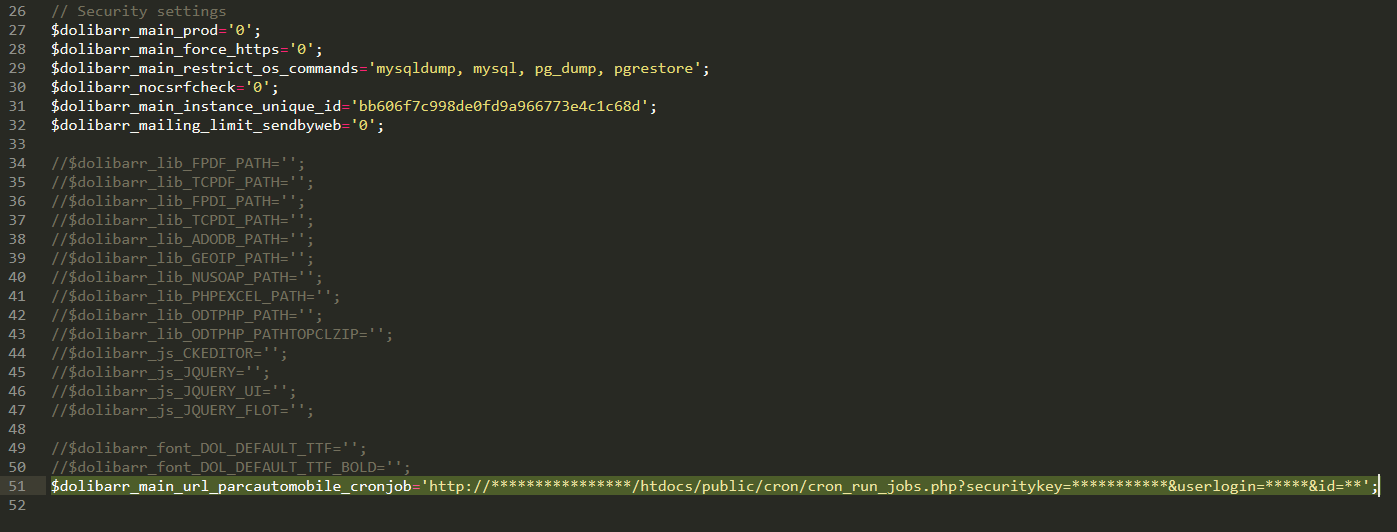 26 // Security settings
27 $dolibarr_main_prod='0';
28 $dolibarr_main_force_https='0';
29 $dolibarr_main_restrict_os_commands='mysqldump, mysql, pg_dump, pgrestore';
30 $dolibarr_nocsrfcheck='0';
31 $dolibarr_main_instance_unique_id='bb606f7c998de0fd9a966773e4c1c68d';
32 $dolibarr_mailing_limit_sendbyweb='0';
33
34 //$dolibarr_lib_FPDF_PATH='';
35 //$dolibarr_lib_TCPDF_PATH='';
36 //$dolibarr_lib_FPDI_PATH='';
37 //$dolibarr_lib_TCPDI_PATH='';
38 //$dolibarr_lib_ADODB_PATH='';
39 //$dolibarr_lib_GEOIP_PATH='';
40 //$dolibarr_lib_NUSOAP_PATH='';
41 //$dolibarr_lib_PHPEXCEL_PATH='';
42 //$dolibarr_lib_ODTPHP_PATH='';
43 //$dolibarr_lib_ODTPHP_PATHTOPCLZIP='';
44 //$dolibarr_js_CKEDITOR='';
45 //$dolibarr_js_JQUERY='';
46 //$dolibarr_js_JQUERY_UI='';
47 //$dolibarr_js_JQUERY_FLOT='';
48
49 //$dolibarr_font_DOL_DEFAULT_TTF='';
50 //$dolibarr_font_DOL_DEFAULT_TTF_BOLD='';
51 $dolibarr_main_url_parcautomobile_cronjob='http://****************/htdocs/public/cron/cron_run_jobs.php?securitykey=***********&userlogin=*****&id=**';
52